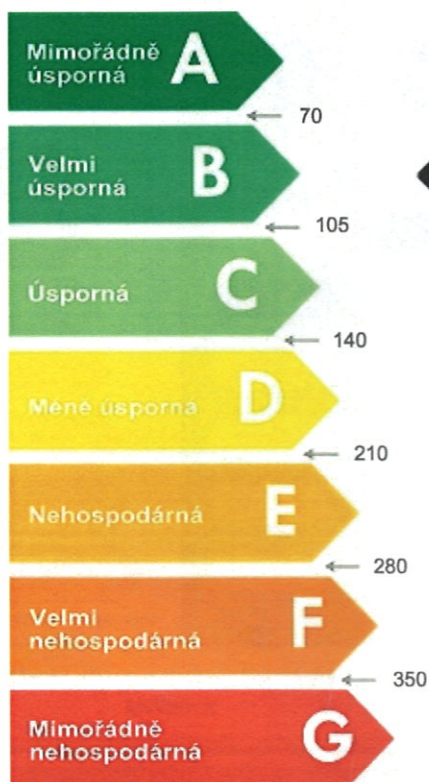 Mimořádně
úsporná
A
70
Velmi
úsporná
B
105
Úsporná
C
140
Méně úsporná
D
210
Nehospodárná
E
280
Velmi
nehospodárná
F
350
Mimořádně
nehospodárná
G